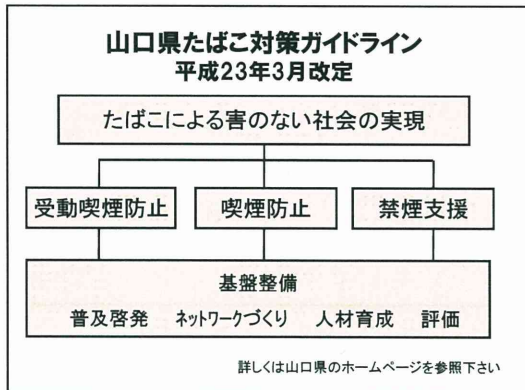 山口県たばこ対策ガイドライン
平成23年3月改定
たばこによる害のない社会の実現
受動喫煙防止 喫煙防止 禁煙支援
基盤整備
普及啓発 ネットワークづくり 人材育成 評価
詳しくは山口県のホームページを参照下さい